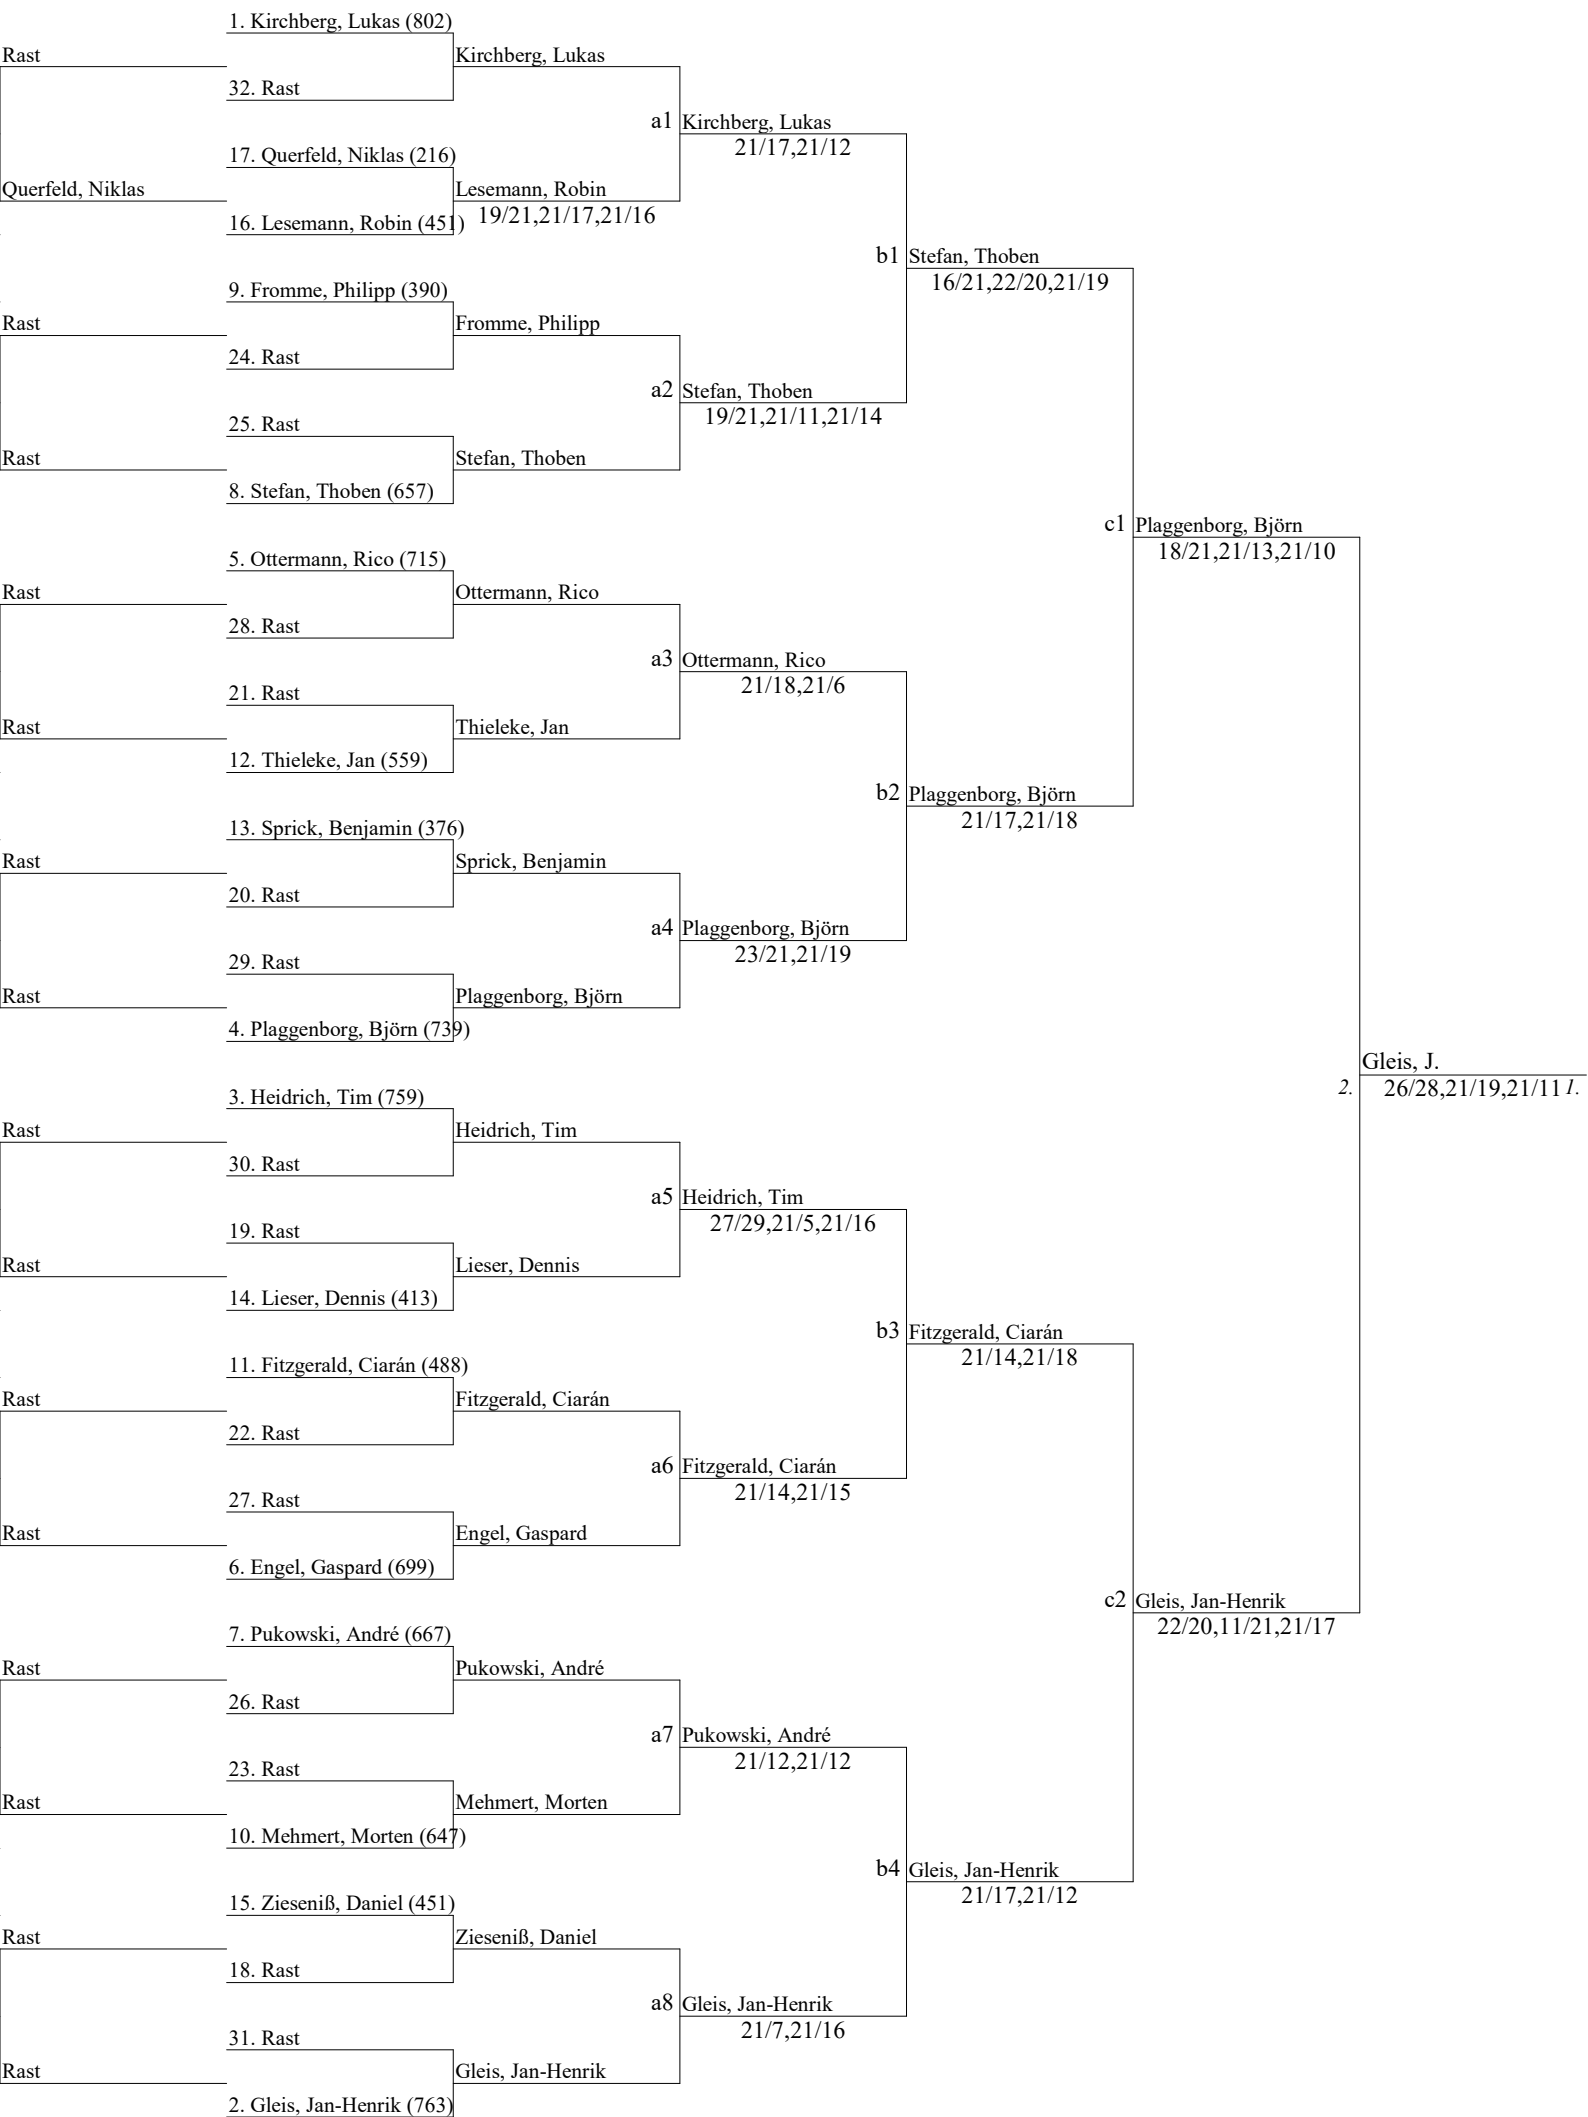 1. Kirchberg, Lukas (802)
Rast
Kirchberg, Lukas
32. Rast
a1 Kirchberg, Lukas
21/17,21/12
17. Querfeld, Niklas (216)
Querfeld, Niklas
Lesemann, Robin
19/21,21/17,21/16
16. Lesemann, Robin (451)
b1 Stefan, Thoben
16/21,22/20,21/19
9. Fromme, Philipp (390)
Rast
Fromme, Philipp
24. Rast
a2 Stefan, Thoben
19/21,21/11,21/14
25. Rast
Rast
Stefan, Thoben
8. Stefan, Thoben (657)
c1 Plaggenborg, Björn
18/21,21/13,21/10
5. Ottermann, Rico (715)
Rast
Ottermann, Rico
28. Rast
a3 Ottermann, Rico
21/18,21/6
21. Rast
Rast
Thieleke, Jan
12. Thieleke, Jan (559)
b2 Plaggenborg, Björn
21/17,21/18
13. Sprick, Benjamin (376)
Rast
Sprick, Benjamin
20. Rast
a4 Plaggenborg, Björn
23/21,21/19
29. Rast
Rast
Plaggenborg, Björn
4. Plaggenborg, Björn (739)
Gleis, J.
2. 26/28,21/19,21/11 1.
3. Heidrich, Tim (759)
Rast
Heidrich, Tim
30. Rast
a5 Heidrich, Tim
27/29,21/5,21/16
19. Rast
Rast
Lieser, Dennis
14. Lieser, Dennis (413)
b3 Fitzgerald, Ciarán
21/14,21/18
11. Fitzgerald, Ciarán (488)
Rast
Fitzgerald, Ciarán
22. Rast
a6 Fitzgerald, Ciarán
21/14,21/15
27. Rast
Rast
Engel, Gaspard
6. Engel, Gaspard (699)
c2 Gleis, Jan-Henrik
22/20,11/21,21/17
7. Pukowski, André (667)
Rast
Pukowski, André
26. Rast
a7 Pukowski, André
21/12,21/12
23. Rast
Rast
Mehmert, Morten
10. Mehmert, Morten (647)
b4 Gleis, Jan-Henrik
21/17,21/12
15. Zieseniß, Daniel (451)
Rast
Zieseniß, Daniel
18. Rast
a8 Gleis, Jan-Henrik
21/7,21/16
31. Rast
Rast
Gleis, Jan-Henrik
2. Gleis, Jan-Henrik (763)